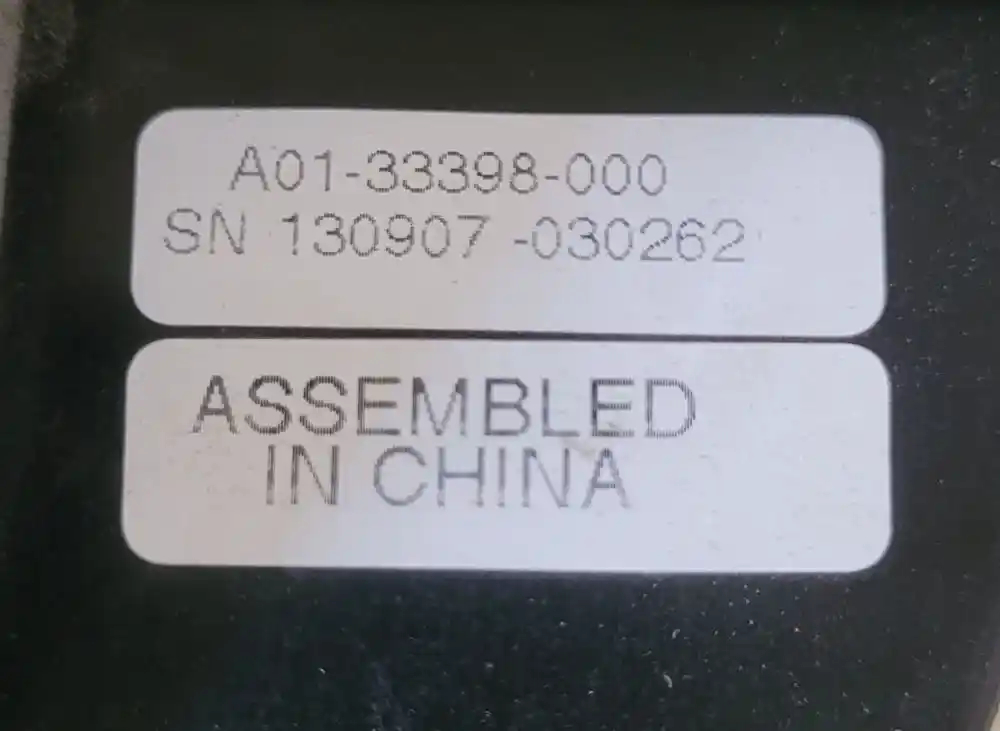 A01-33398-000
SN 130907 -030262
ASSEMBLED
IN CHINA